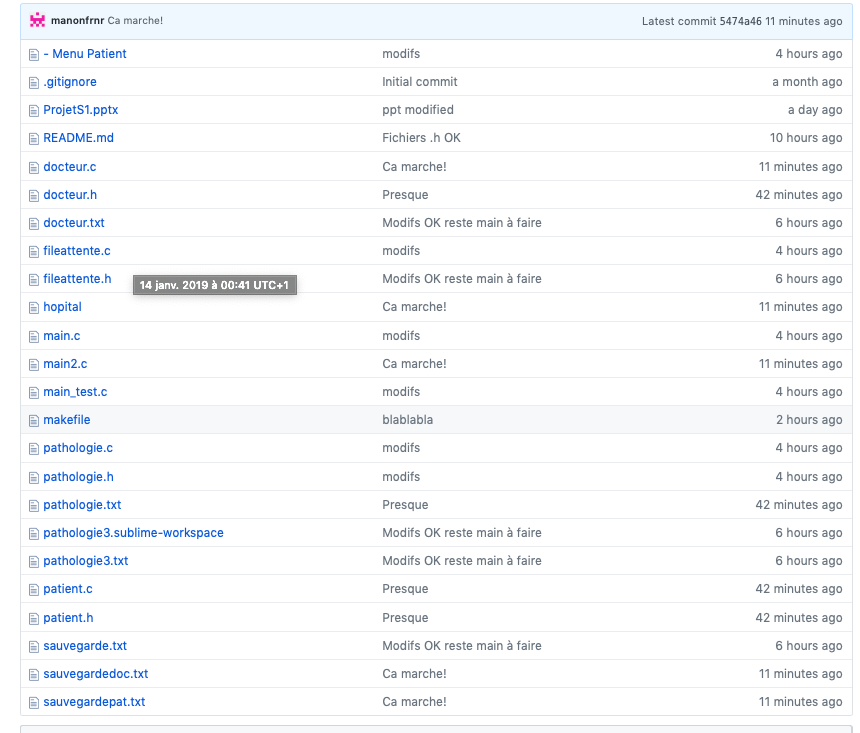 manonfrnr Ca marche! Latest commit 5474a46 11 minutes ago
- Menu Patient modifs 4 hours ago
.gitignore Initial commit a month ago
ProjetS1.pptx ppt modified a day ago
README.md Fichiers .h OK 10 hours ago
docteur.c Ca marche! 11 minutes ago
docteur.h Presque 42 minutes ago
docteur.txt Modifs OK reste main à faire 6 hours ago
fileattente.c modifs 4 hours ago
fileattente.h Modifs OK reste main à faire 6 hours ago
14 janv. 2019 à 00:41 UTC+1
hopital Ca marche! 11 minutes ago
main.c modifs 4 hours ago
main2.c Ca marche! 11 minutes ago
main_test.c modifs 4 hours ago
makefile blablabla 2 hours ago
pathologie.c modifs 4 hours ago
pathologie.h modifs 4 hours ago
pathologie.txt Presque 42 minutes ago
pathologie3.sublime-workspace Modifs OK reste main à faire 6 hours ago
pathologie3.txt Modifs OK reste main à faire 6 hours ago
patient.c Presque 42 minutes ago
patient.h Presque 42 minutes ago
sauvegarde.txt Modifs OK reste main à faire 6 hours ago
sauvegardedoc.txt Ca marche! 11 minutes ago
sauvegardepat.txt Ca marche! 11 minutes ago